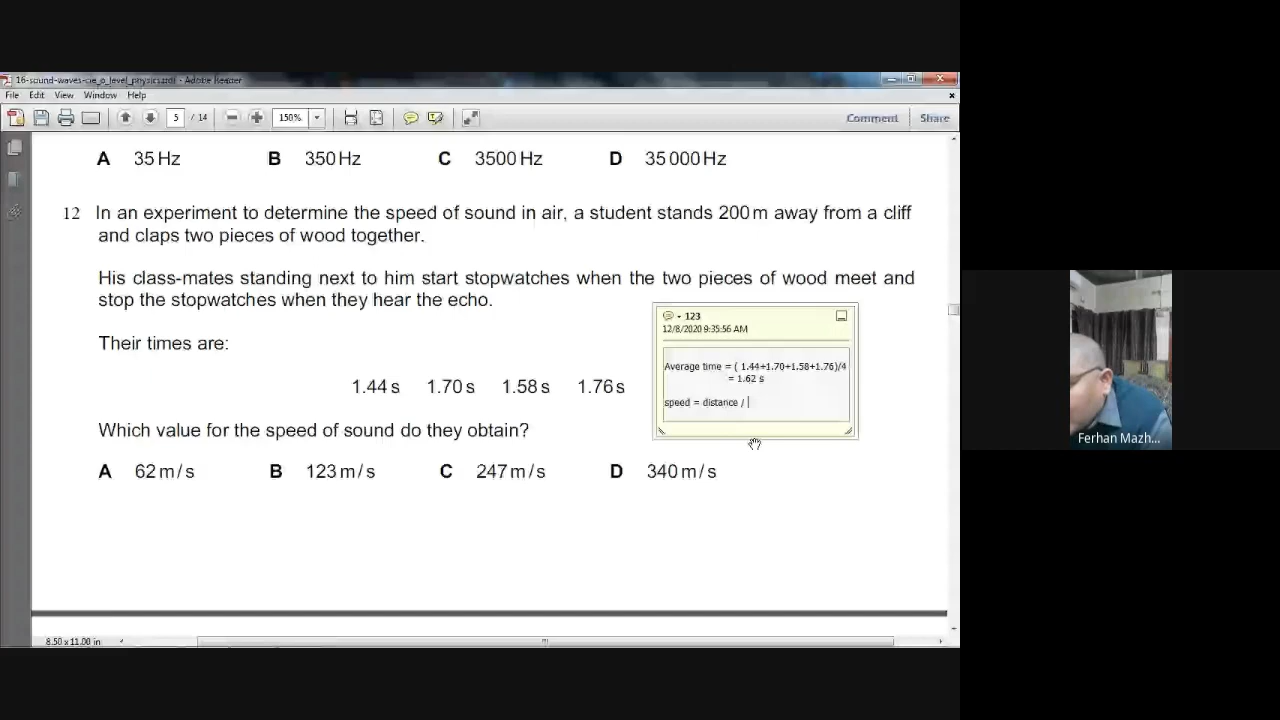 16-sound-waves-cie_o_level_physics.pdf - Adobe Reader
File Edit View Window Help
5 / 14 150% Comment Share
A 35 Hz B 350 Hz C 3500 Hz D 35 000 Hz
12 In an experiment to determine the speed of sound in air, a student stands 200 m away from a cliff
and claps two pieces of wood together.
His class-mates standing next to him start stopwatches when the two pieces of wood meet and
stop the stopwatches when they hear the echo.
Their times are:
1.44 s 1.70 s 1.58 s 1.76 s
Which value for the speed of sound do they obtain?
A 62 m / s B 123 m / s C 247 m / s D 340 m / s
123
12/8/2020 9:35:56 AM
Average time = ( 1.44+1.70+1.58+1.76)/4
= 1.62 s
speed = distance /
8.50 x 11.00 in
Ferhan Mazh...